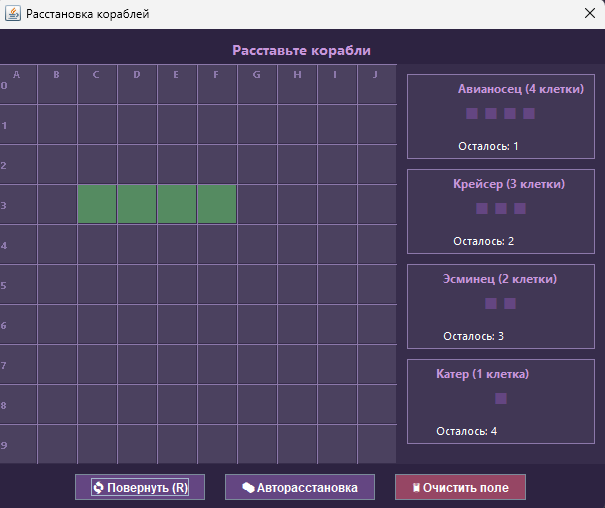 Расстановка кораблей
Расставьте корабли
A B C D E F G H I J
0
1
2
3
4
5
6
7
8
9
Авианосец (4 клетки)
Осталось: 1
Крейсер (3 клетки)
Осталось: 2
Эсминец (2 клетки)
Осталось: 3
Катер (1 клетка)
Осталось: 4
Повернуть (R) Авторасстановка Очистить поле